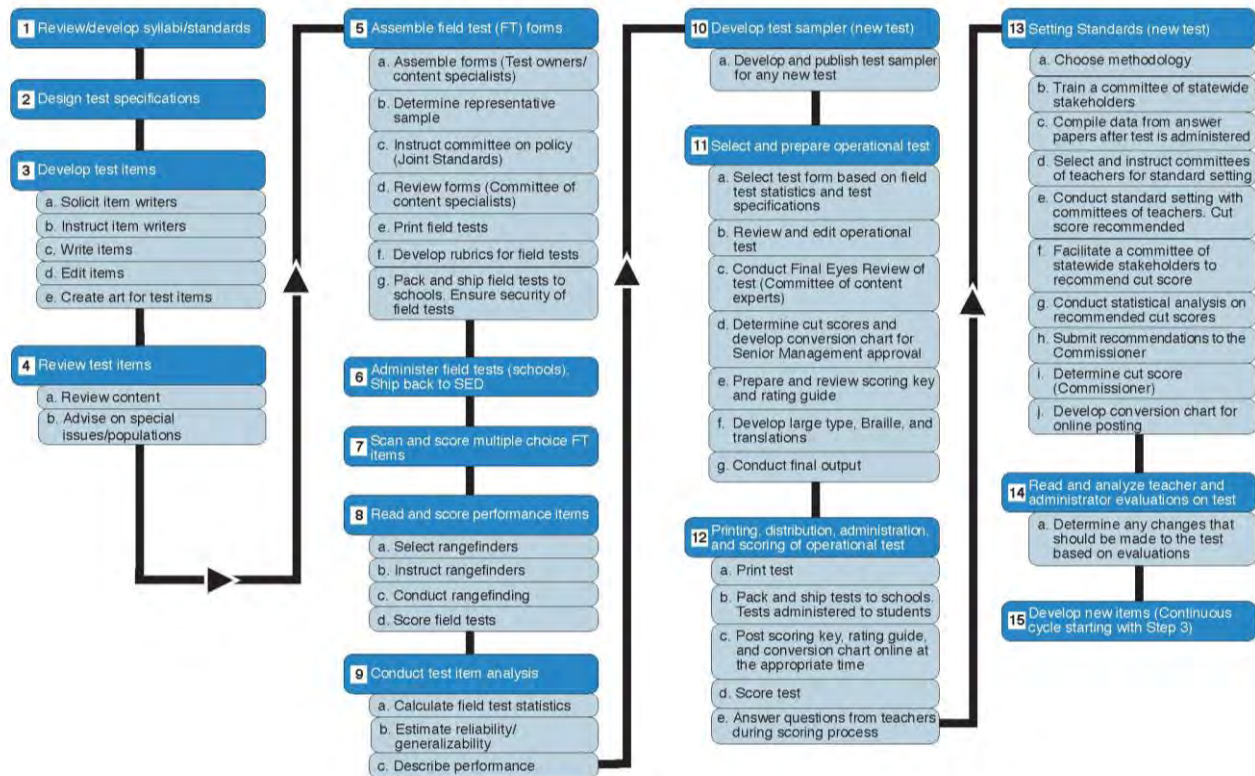 1 Review/develop syllabi/standards
2 Design test specifications
3 Develop test items
a. Solicit item writers
b. Instruct item writers
c. Write items
d. Edit items
e. Create art for test items
4 Review test items
a. Review content
b. Advise on special
issues/populations
5 Assemble field test (FT) forms
a. Assemble forms (Test owners/
content specialists)
b. Determine representative
sample
c. Instruct committee on policy
(Joint Standards)
d. Review forms (Committee of
content specialists)
e. Print field tests
f. Develop rubrics for field tests
g. Pack and ship field tests to
schools. Ensure security of
field tests
6 Administer field tests (schools);
Ship back to SED
7 Scan and score multiple choice FT
items
8 Read and score performance items
a. Select rangefinders
b. Instruct rangefinders
c. Conduct rangefinding
d. Score field tests
9 Conduct test item analysis
a. Calculate field test statistics
b. Estimate reliability/
generalizability
c. Describe performance
10 Develop test sampler (new test)
a. Develop and publish test sampler
for any new test
11 Select and prepare operational test
a. Select test form based on field
test statistics and test
specifications
b. Review and edit operational
test
c. Conduct Final Eyes Review of
test (Committee of content
experts)
d. Determine cut scores and
develop conversion chart for
Senior Management approval
e. Prepare and review scoring key
and rating guide
f. Develop large type, Braille, and
translations
g. Conduct final output
12 Printing, distribution, administration,
and scoring of operational test
a. Print test
b. Pack and ship tests to schools.
Tests administered to students
c. Post scoring key, rating guide,
and conversion chart online at
the appropriate time
d. Score test
e. Answer questions from teachers
during scoring process
13 Setting Standards (new test)
a. Choose methodology
b. Train a committee of statewide
stakeholders
c. Compile data from answer
papers after test is administered
d. Select and instruct committees
of teachers for standard setting
e. Conduct standard setting with
committees of teachers. Cut
score recommended
f. Facilitate a committee of
statewide stakeholders to
recommend cut score
g. Conduct statistical analysis on
recommended cut scores
h. Submit recommendations to the
Commissioner
i. Determine cut score
(Commissioner)
j. Develop conversion chart for
online posting
14 Read and analyze teacher and
administrator evaluations on test
a. Determine any changes that
should be made to the test
based on evaluations
15 Develop new items (Continuous
cycle starting with Step 3)